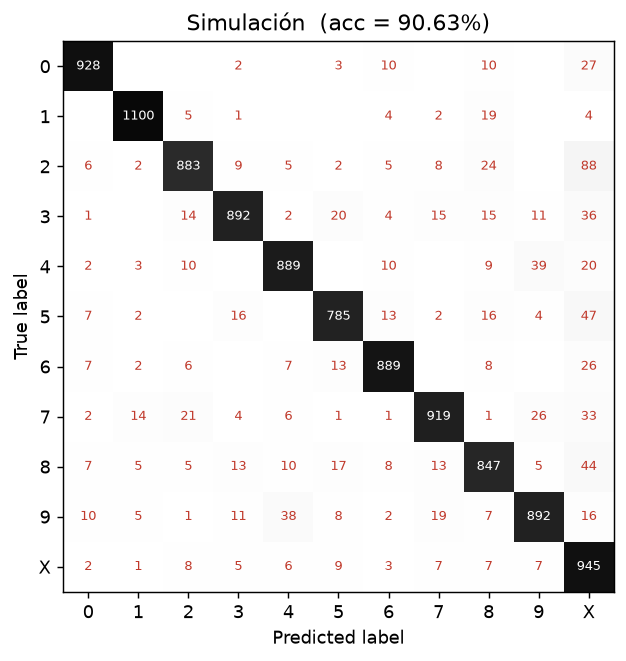 Simulación (acc = 90.63%)
True label
0 928 2 3 10 10 27
1 1100 5 1 4 2 19 4
2 6 2 883 9 5 2 5 8 24 88
3 1 14 892 2 20 4 15 15 11 36
4 2 3 10 889 10 9 39 20
5 7 2 16 785 13 2 16 4 47
6 7 2 6 7 13 889 8 26
7 2 14 21 4 6 1 1 919 1 26 33
8 7 5 5 13 10 17 8 13 847 5 44
9 10 5 1 11 38 8 2 19 7 892 16
X 2 1 8 5 6 9 3 7 7 7 945
0 1 2 3 4 5 6 7 8 9 X
Predicted label